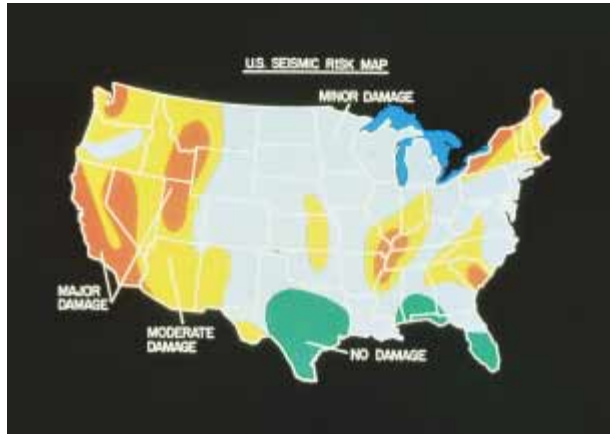 U.S. SEISMIC RISK MAP
MINOR DAMAGE
MAJOR
DAMAGE
MODERATE
DAMAGE
NO DAMAGE